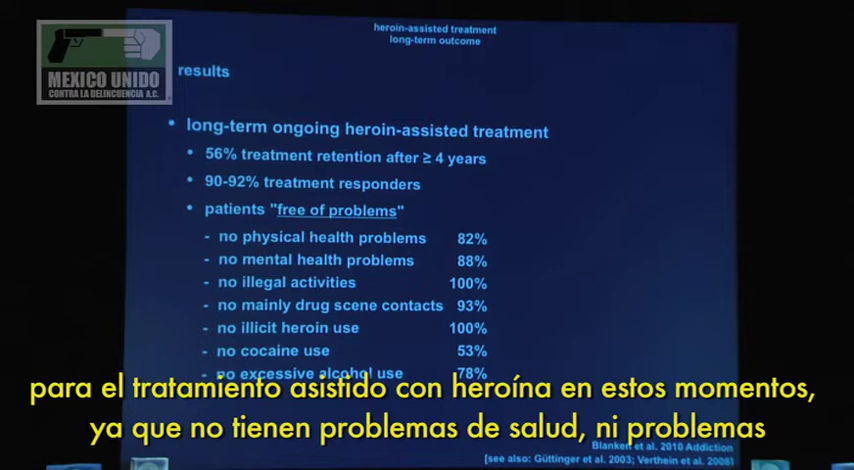 heroin-assisted treatment
long-term outcome
MEXICO UNIDO
CONTRA LA DELINCUENCIA A.C.
results
• long-term ongoing heroin-assisted treatment
• 56% treatment retention after ≥ 4 years
• 90-92% treatment responders
• patients "free of problems"
- no physical health problems 82%
- no mental health problems 88%
- no illegal activities 100%
- no mainly drug scene contacts 93%
- no illicit heroin use 100%
- no cocaine use 53%
- no excessive alcohol use 78%
para el tratamiento asistido con heroína en estos momentos,
ya que no tienen problemas de salud, ni problemas
Blanken et al. 2010 Addiction
[see also: Güttinger et al. 2003; Verthein et al. 2008]